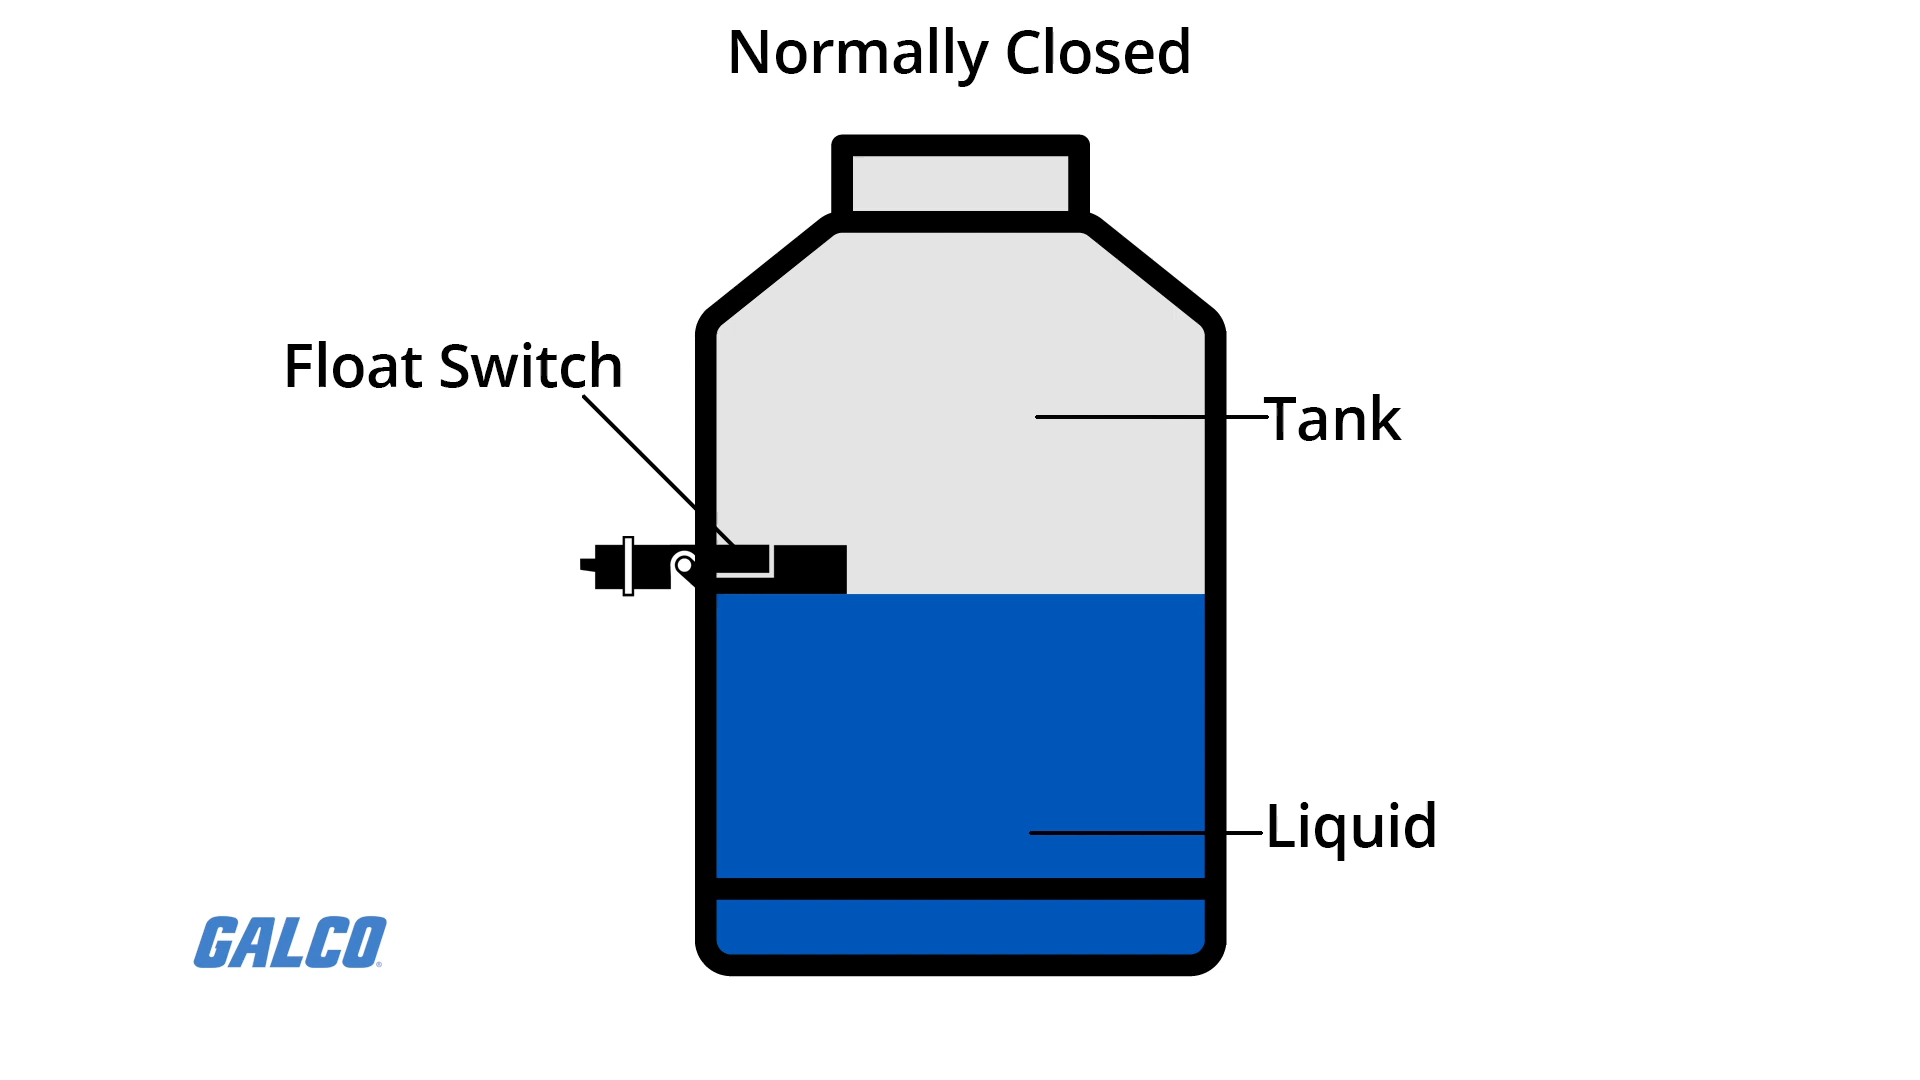 Normally Closed
Float Switch
Tank
Liquid
GALCO®